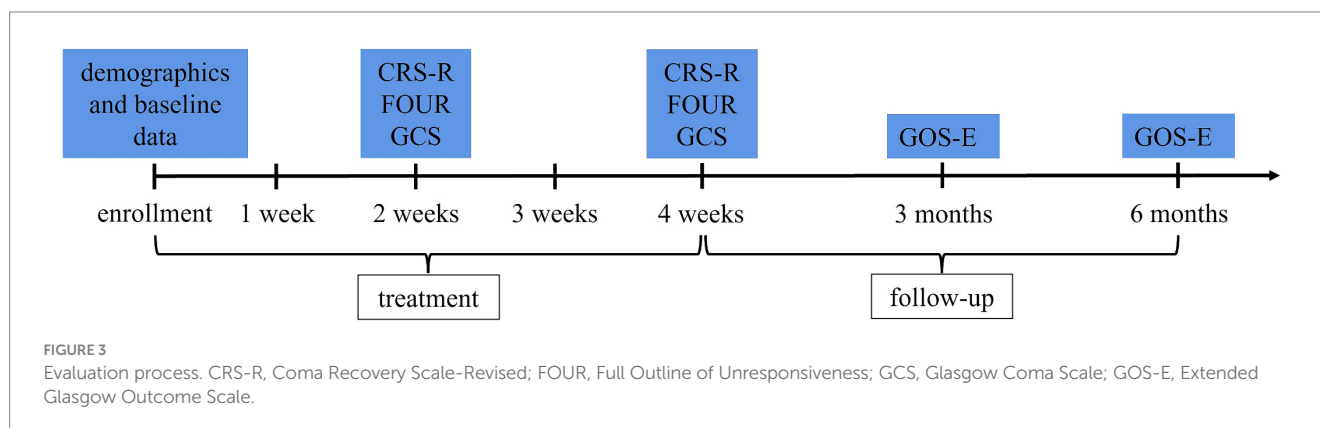 demographics
and baseline
data
CRS-R
FOUR
GCS
CRS-R
FOUR
GCS
GOS-E
GOS-E
enrollment
1 week
2 weeks
3 weeks
4 weeks
3 months
6 months
treatment
follow-up
FIGURE 3
Evaluation process. CRS-R, Coma Recovery Scale-Revised; FOUR, Full Outline of Unresponsiveness; GCS, Glasgow Coma Scale; GOS-E, Extended
Glasgow Outcome Scale.